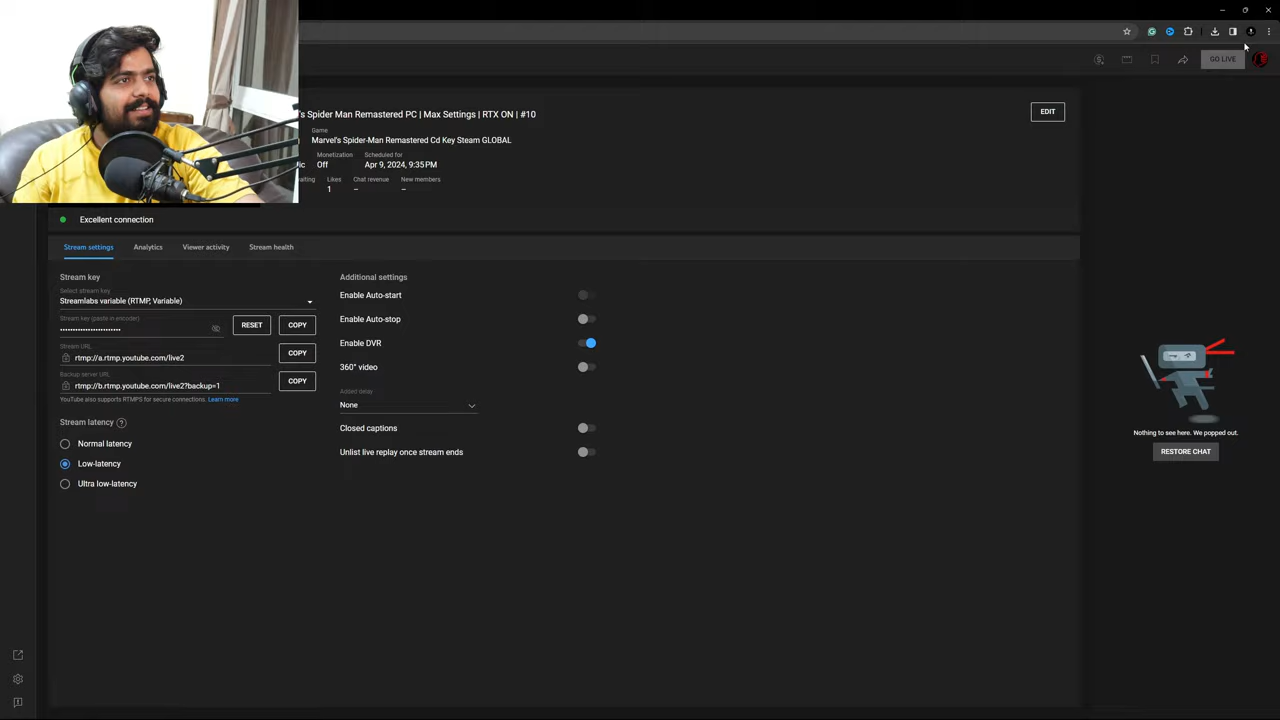 GO LIVE
's Spider Man Remastered PC | Max Settings | RTX ON | #10
EDIT
Game
Marvel's Spider-Man Remastered Cd Key Steam GLOBAL
Monetization
Scheduled for
ic
Off
Apr 9, 2024, 9:35 PM
aiting
Likes
Chat revenue
New members
1
–
–
Excellent connection
Stream settings
Analytics
Viewer activity
Stream health
Stream key
Select stream key
Streamlabs variable (RTMP, Variable)
Stream key (paste in encoder)
RESET
COPY
Stream URL
rtmp://a.rtmp.youtube.com/live2
COPY
Backup server URL
rtmp://b.rtmp.youtube.com/live2?backup=1
COPY
YouTube also supports RTMPS for secure connections. Learn more
Stream latency
?
Normal latency
Low-latency
Ultra low-latency
Additional settings
Enable Auto-start
Enable Auto-stop
Enable DVR
360° video
Added delay
None
Closed captions
Unlist live replay once stream ends
Nothing to see here. We popped out.
RESTORE CHAT